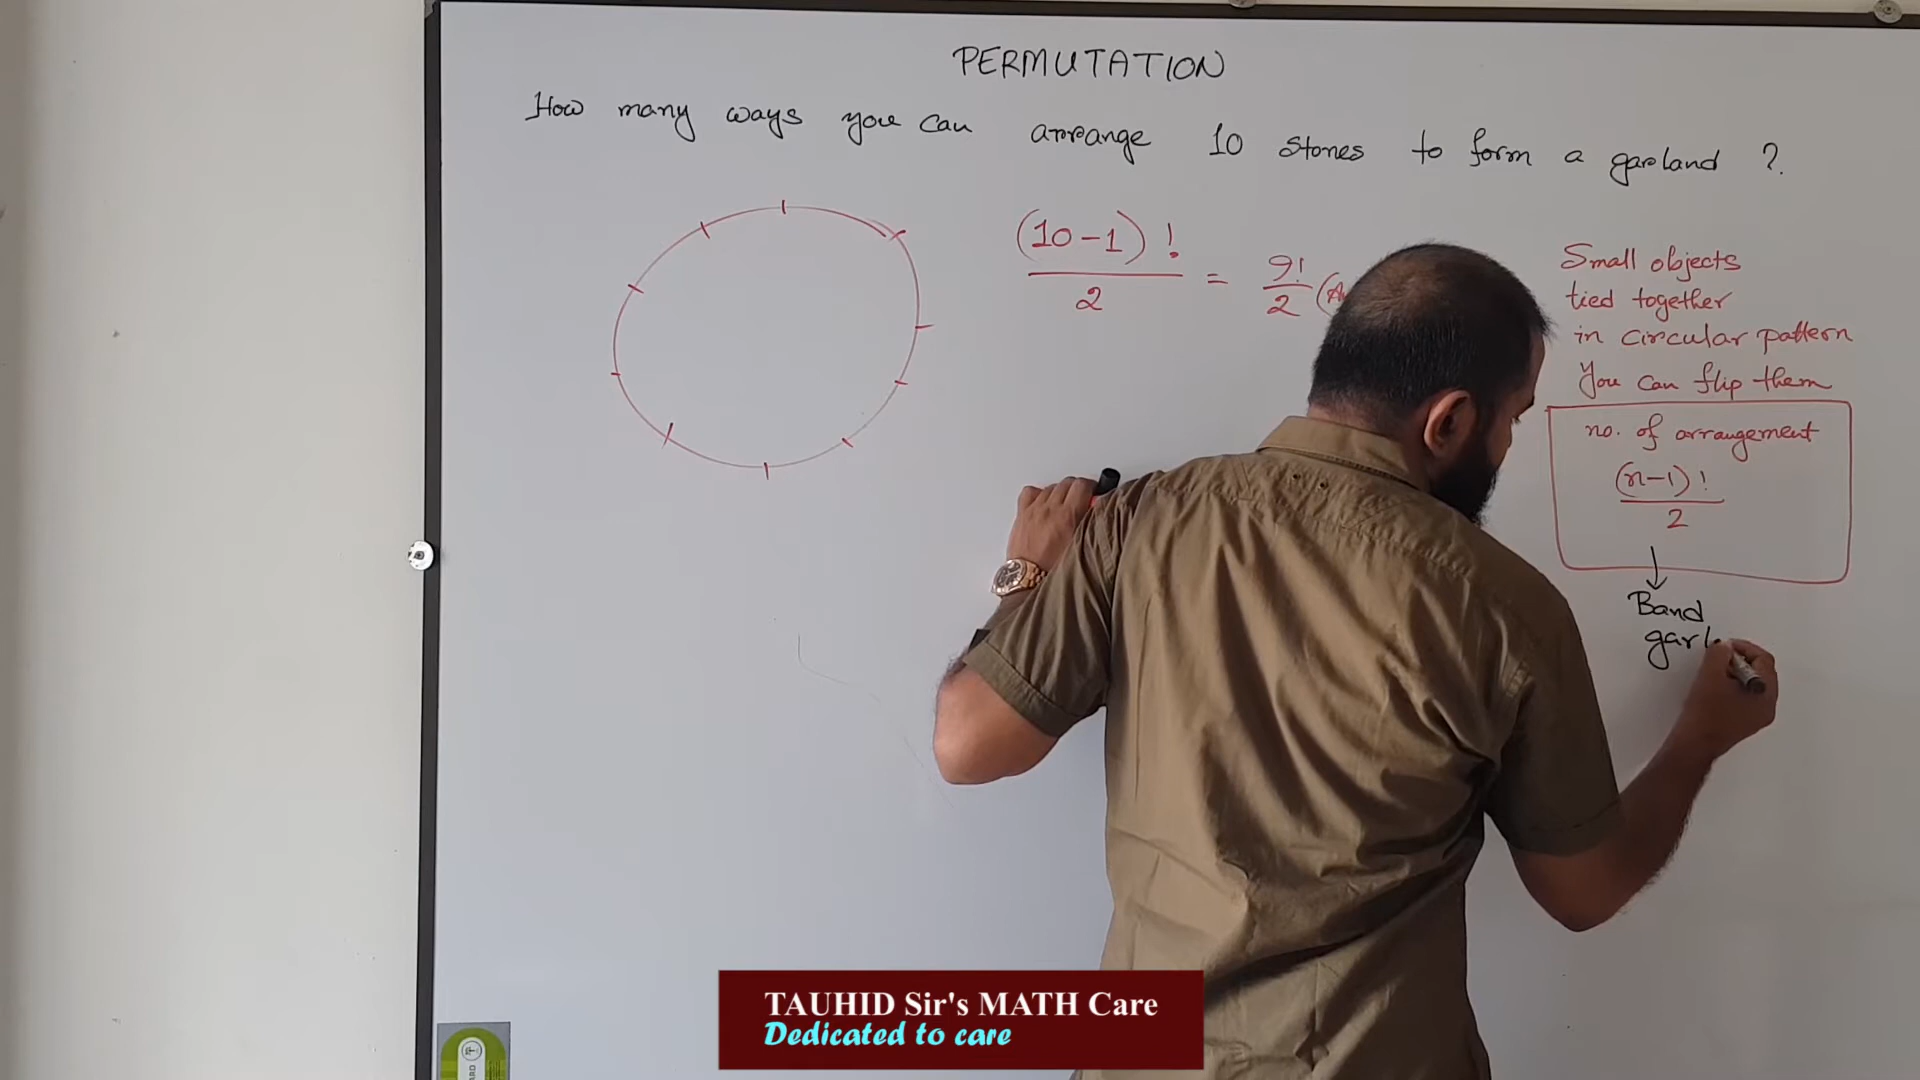 PERMUTATION
How many ways you can arrange 10 stones to form a garland ?
(10-1)!
2
=
9!
2
Small objects
tied together
in circular pattern
You can flip them
no. of arrangement
(n-1)!
2
Band
TAUHID Sir's MATH Care
Dedicated to care